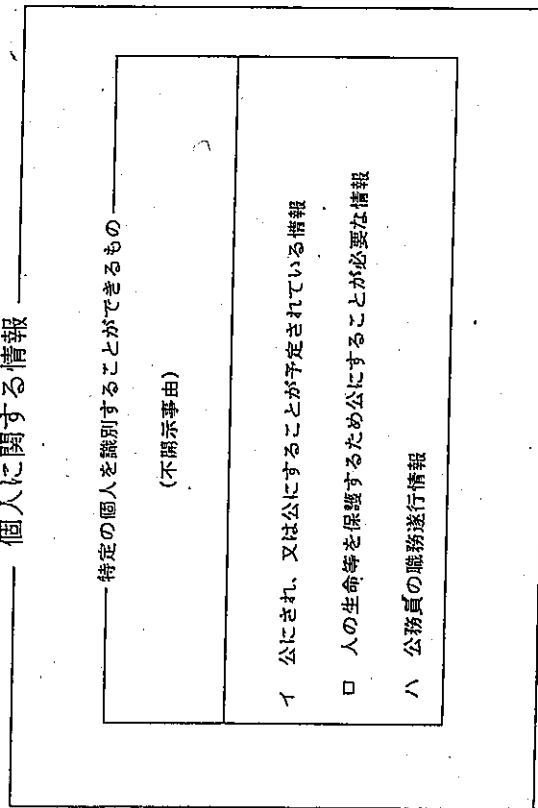 個人に関する情報
特定の個人を識別することができるもの
(不開示事由)
イ 公にされ、又は公にすることが予定されている情報
ロ 人の生命等を保護するため公にすることが必要な情報
ハ 公務員の職務遂行情報